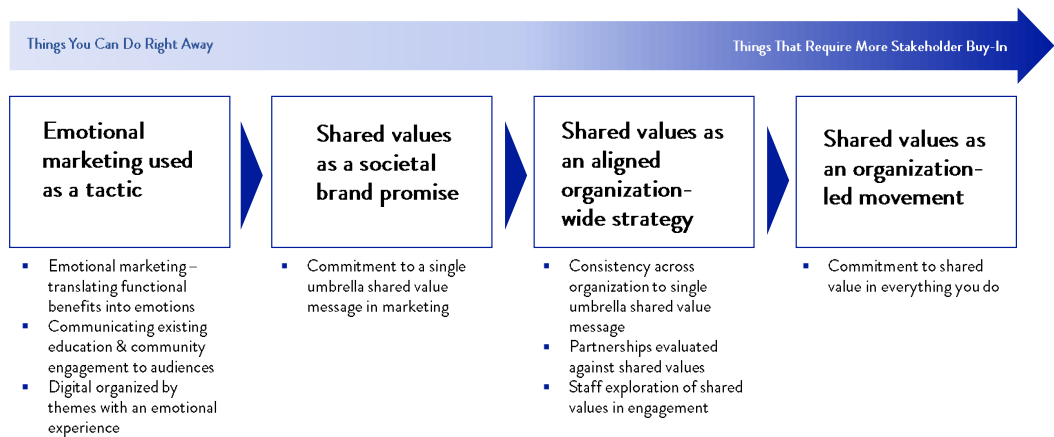 Things You Can Do Right Away
Things That Require More Stakeholder Buy-In
Emotional
marketing used
as a tactic
Shared values
as a societal
brand promise
Shared values as
an aligned
organization-
wide strategy
Shared values as
an organization-
led movement
▪ Emotional marketing –
translating functional
benefits into emotions
▪ Communicating existing
education & community
engagement to audiences
▪ Digital organized by
themes with an emotional
experience
▪ Commitment to a single
umbrella shared value
message in marketing
▪ Consistency across
organization to single
umbrella shared value
message
▪ Partnerships evaluated
against shared values
▪ Staff exploration of shared
values in engagement
▪ Commitment to shared
value in everything you do